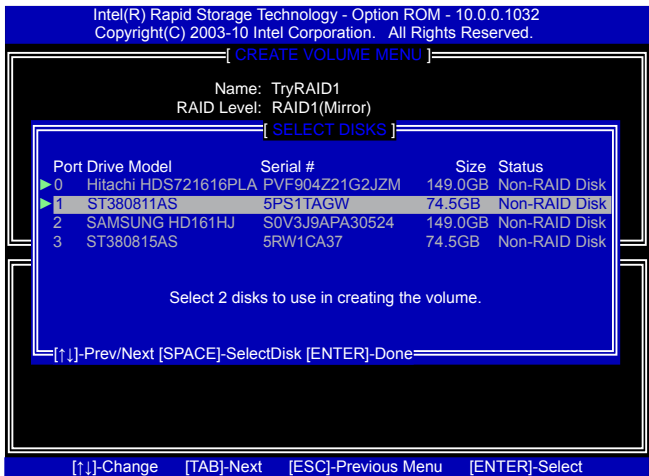 Intel(R) Rapid Storage Technology - Option ROM - 10.0.0.1032
Copyright(C) 2003-10 Intel Corporation. All Rights Reserved.
[ CREATE VOLUME MENU ]
Name: TryRAID1
RAID Level: RAID1(Mirror)
[ SELECT DISKS ]
Port Drive Model Serial # Size Status
0 Hitachi HDS721616PLA PVF904Z21G2JZM 149.0GB Non-RAID Disk
1 ST380811AS 5PS1TAGW 74.5GB Non-RAID Disk
2 SAMSUNG HD161HJ S0V3J9APA30524 149.0GB Non-RAID Disk
3 ST380815AS 5RW1CA37 74.5GB Non-RAID Disk
Select 2 disks to use in creating the volume.
[↑↓]-Prev/Next [SPACE]-SelectDisk [ENTER]-Done
[↑↓]-Change [TAB]-Next [ESC]-Previous Menu [ENTER]-Select